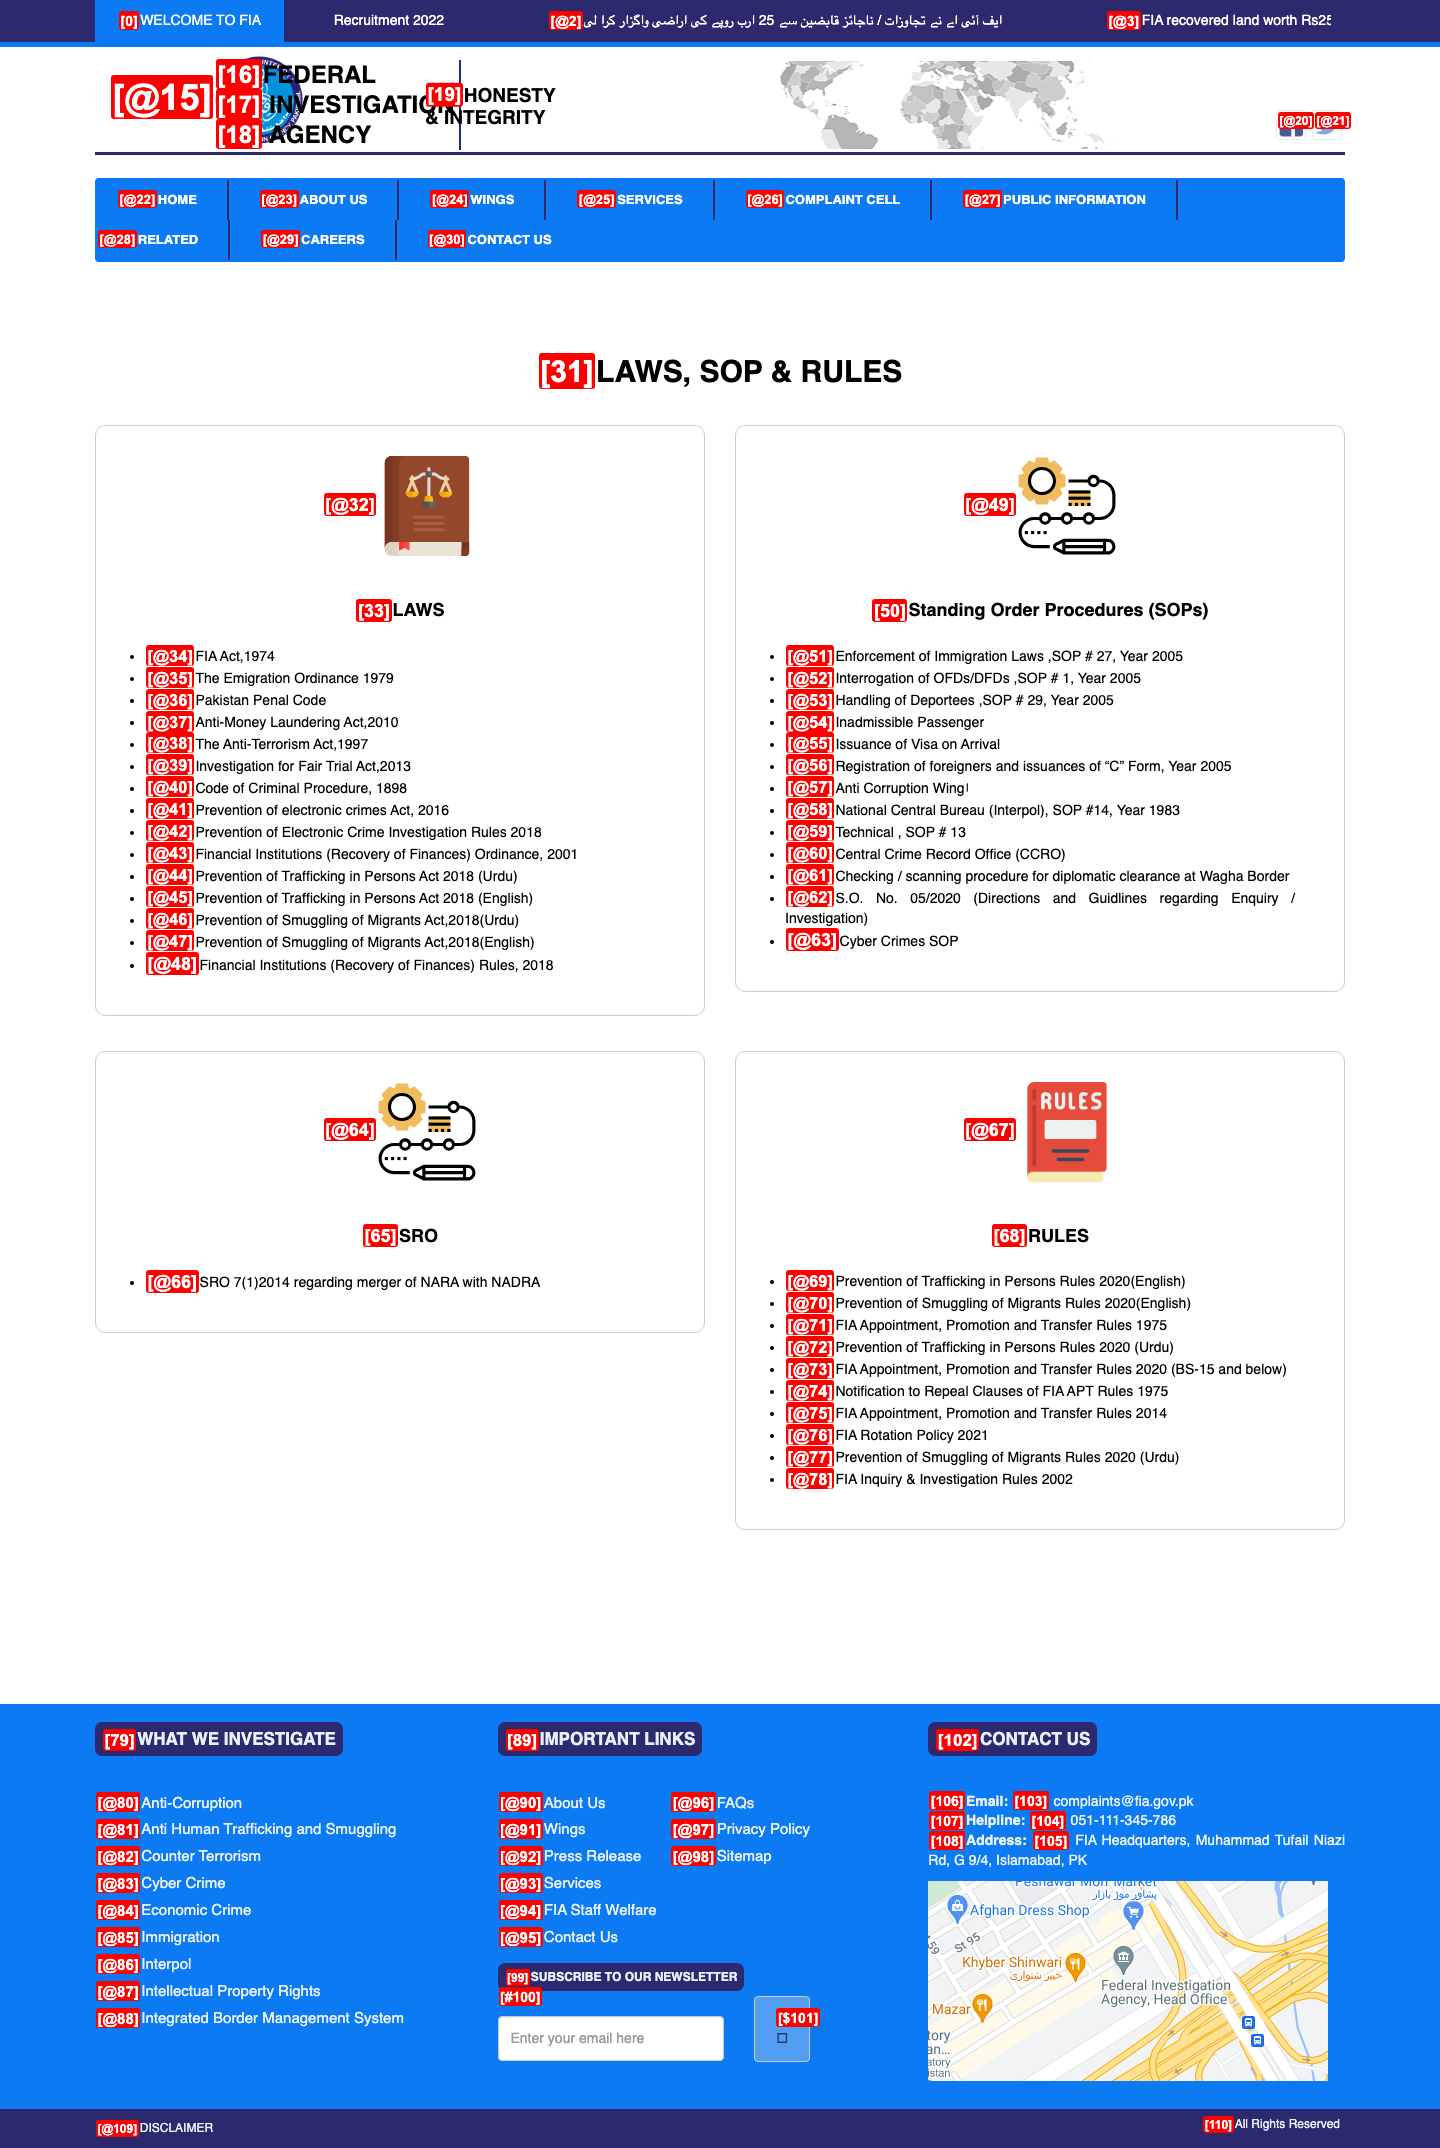 [0] WELCOME TO FIA
Recruitment 2022
[@2] ایف آئی اے نے تجاوزات / ناجائز قابضین سے 25 ارب روپے کی اراضی واگزار کرا لی
[@3] FIA recovered land worth Rs25
[@15]
[16] FEDERAL
[17] INVESTIGATION
[18] AGENCY
[19] HONESTY
& INTEGRITY
[@20] [@21]
[@22] HOME
[@23] ABOUT US
[@24] WINGS
[@25] SERVICES
[@26] COMPLAINT CELL
[@27] PUBLIC INFORMATION
[@28] RELATED
[@29] CAREERS
[@30] CONTACT US
[31] LAWS, SOP & RULES
[@32]
[33] LAWS
[@34] FIA Act,1974
[@35] The Emigration Ordinance 1979
[@36] Pakistan Penal Code
[@37] Anti-Money Laundering Act,2010
[@38] The Anti-Terrorism Act,1997
[@39] Investigation for Fair Trial Act,2013
[@40] Code of Criminal Procedure, 1898
[@41] Prevention of electronic crimes Act, 2016
[@42] Prevention of Electronic Crime Investigation Rules 2018
[@43] Financial Institutions (Recovery of Finances) Ordinance, 2001
[@44] Prevention of Trafficking in Persons Act 2018 (Urdu)
[@45] Prevention of Trafficking in Persons Act 2018 (English)
[@46] Prevention of Smuggling of Migrants Act,2018(Urdu)
[@47] Prevention of Smuggling of Migrants Act,2018(English)
[@48] Financial Institutions (Recovery of Finances) Rules, 2018
[@49]
[50] Standing Order Procedures (SOPs)
[@51] Enforcement of Immigration Laws ,SOP # 27, Year 2005
[@52] Interrogation of OFDs/DFDs ,SOP # 1, Year 2005
[@53] Handling of Deportees ,SOP # 29, Year 2005
[@54] Inadmissible Passenger
[@55] Issuance of Visa on Arrival
[@56] Registration of foreigners and issuances of “C” Form, Year 2005
[@57] Anti Corruption Wing।
[@58] National Central Bureau (Interpol), SOP #14, Year 1983
[@59] Technical , SOP # 13
[@60] Central Crime Record Office (CCRO)
[@61] Checking / scanning procedure for diplomatic clearance at Wagha Border
[@62] S.O. No. 05/2020 (Directions and Guidlines regarding Enquiry /
Investigation)
[@63] Cyber Crimes SOP
[@64]
[65] SRO
[@66] SRO 7(1)2014 regarding merger of NARA with NADRA
[@67]
RULES
[68] RULES
[@69] Prevention of Trafficking in Persons Rules 2020(English)
[@70] Prevention of Smuggling of Migrants Rules 2020(English)
[@71] FIA Appointment, Promotion and Transfer Rules 1975
[@72] Prevention of Trafficking in Persons Rules 2020 (Urdu)
[@73] FIA Appointment, Promotion and Transfer Rules 2020 (BS-15 and below)
[@74] Notification to Repeal Clauses of FIA APT Rules 1975
[@75] FIA Appointment, Promotion and Transfer Rules 2014
[@76] FIA Rotation Policy 2021
[@77] Prevention of Smuggling of Migrants Rules 2020 (Urdu)
[@78] FIA Inquiry & Investigation Rules 2002
[79] WHAT WE INVESTIGATE
[@80] Anti-Corruption
[@81] Anti Human Trafficking and Smuggling
[@82] Counter Terrorism
[@83] Cyber Crime
[@84] Economic Crime
[@85] Immigration
[@86] Interpol
[@87] Intellectual Property Rights
[@88] Integrated Border Management System
[89] IMPORTANT LINKS
[@90] About Us
[@91] Wings
[@92] Press Release
[@93] Services
[@94] FIA Staff Welfare
[@95] Contact Us
[@96] FAQs
[@97] Privacy Policy
[@98] Sitemap
[99] SUBSCRIBE TO OUR NEWSLETTER
[#100]
Enter your email here
[$101]
[102] CONTACT US
[106] Email: [103] complaints@fia.gov.pk
[107] Helpline: [104] 051-111-345-786
[108] Address: [105] FIA Headquarters, Muhammad Tufail Niazi
Rd, G 9/4, Islamabad, PK
Peshawar Morr Market
پشاور موڑ بازار
Afghan Dress Shop
St 95
59
Khyber Shinwari
خیبر شنواری
Federal Investigation
Agency, Head Office
Mazar
tory
an...
atory
istan
[@109] DISCLAIMER
[110] All Rights Reserved